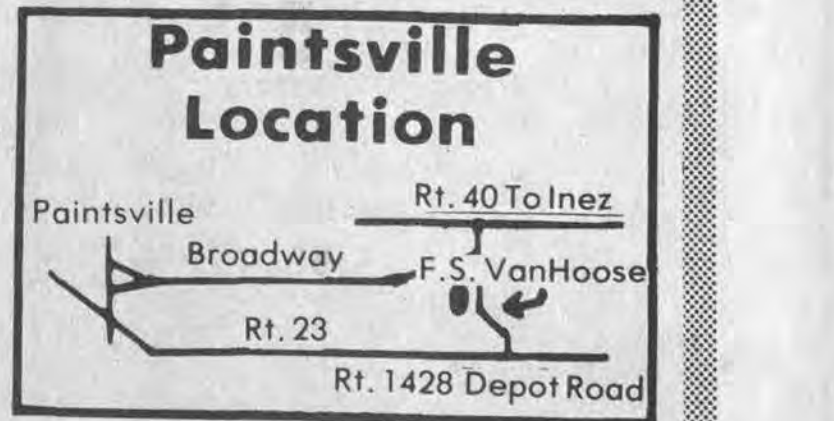 Paintsville
Location
Rt. 40 To Inez
Paintsville
Broadway
F.S. VanHoose
Rt. 23
Rt. 1428 Depot Road